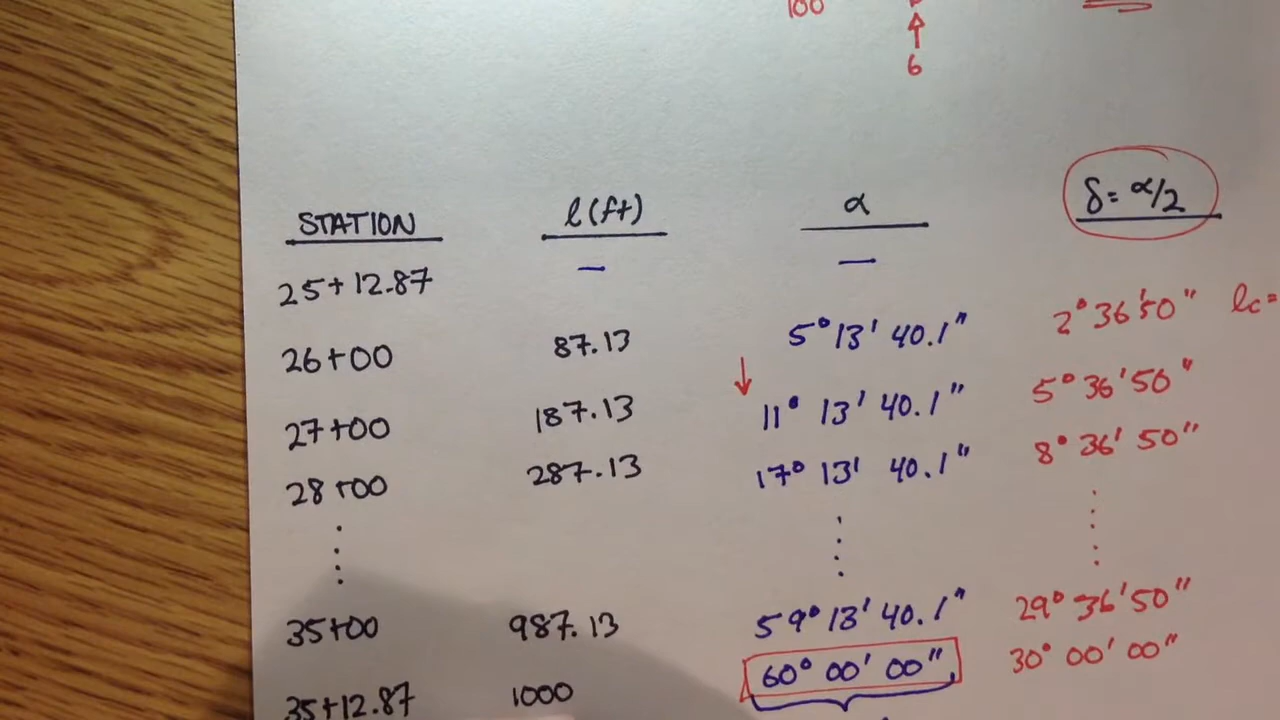 100
6
STATION l(ft) α δ = α/2
25+12.87 — —
26+00 87.13 5° 13' 40.1" 2° 36' 50" lc=
27+00 187.13 11° 13' 40.1" 5° 36' 50"
28+00 287.13 17° 13' 40.1" 8° 36' 50"
35+00 987.13 59° 13' 40.1" 29° 36' 50"
35+12.87 1000 60° 00' 00" 30° 00' 00"